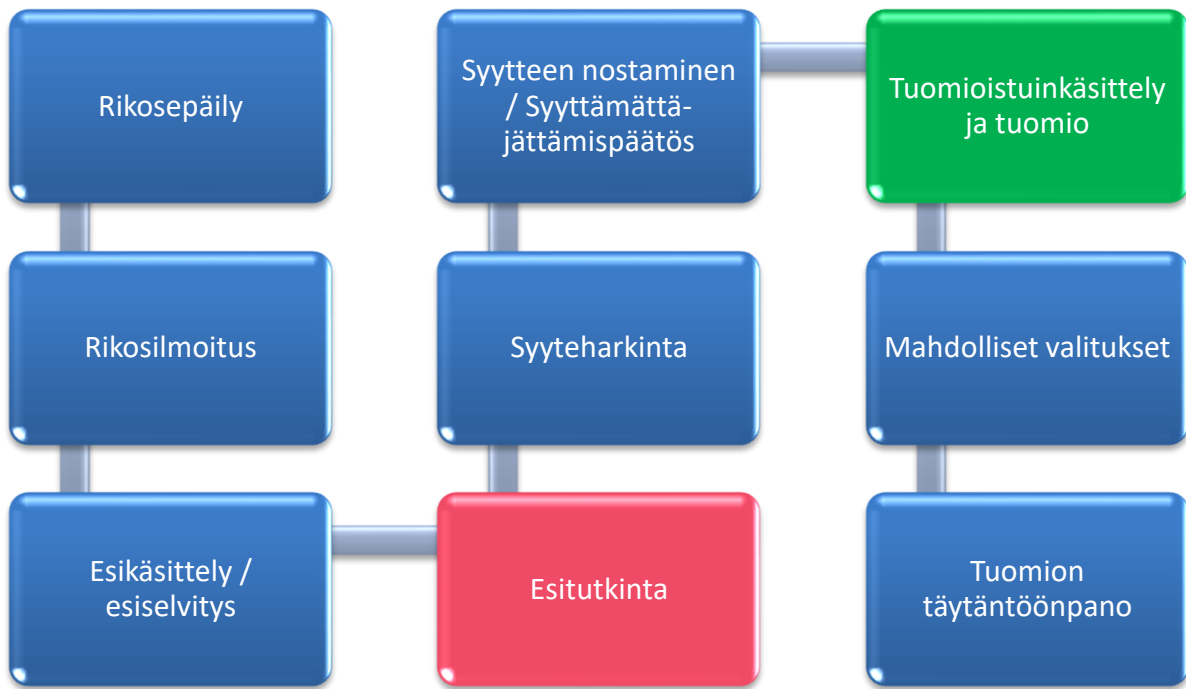 Rikosepäily
Rikosilmoitus
Esikäsittely /
esiselvitys
Esitutkinta
Syyteharkinta
Syytteen nostaminen
/ Syyttämättä-
jättämispäätös
Tuomioistuinkäsittely
ja tuomio
Mahdolliset valitukset
Tuomion
täytäntöönpano